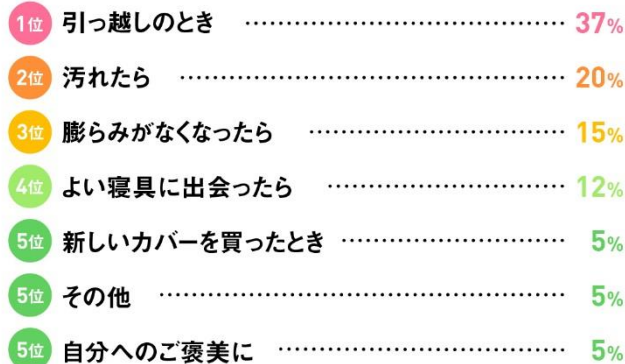 1位 引っ越しのとき ………………………… 37%
2位 汚れたら ………………………… 20%
3位 膨らみがなくなったら ………………………… 15%
4位 よい寝具に出会ったら ………………………… 12%
5位 新しいカバーを買ったとき ………………………… 5%
5位 その他 ………………………… 5%
5位 自分へのご褒美に ………………………… 5%